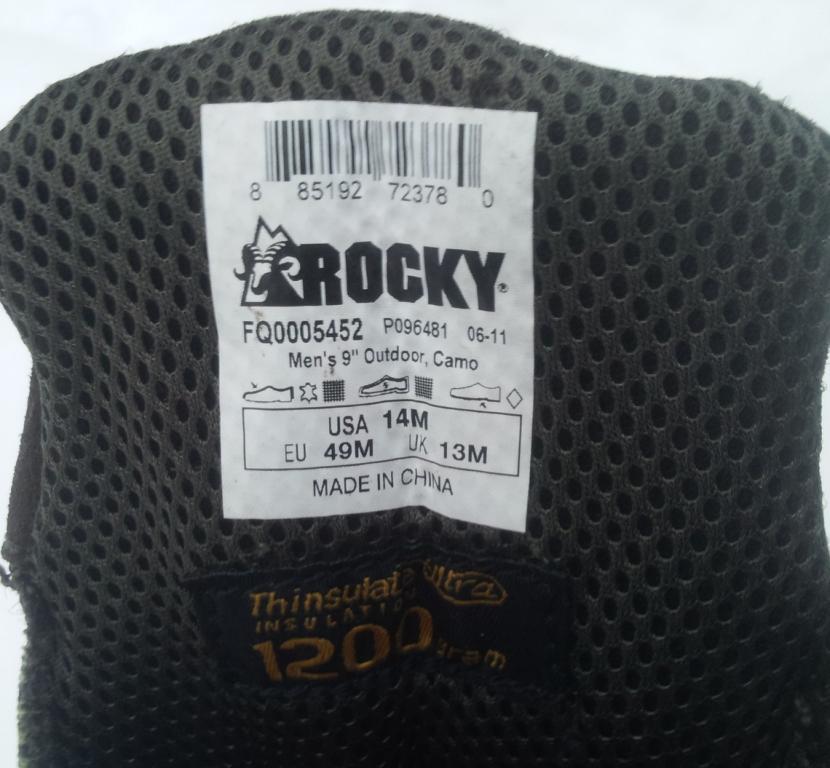 8 85192 72378 0
ROCKY®
FQ0005452 P096481 06-11
Men's 9" Outdoor, Camo
USA 14M
EU 49M UK 13M
MADE IN CHINA
Thinsulate Ultra
INSULATION
1200 gram